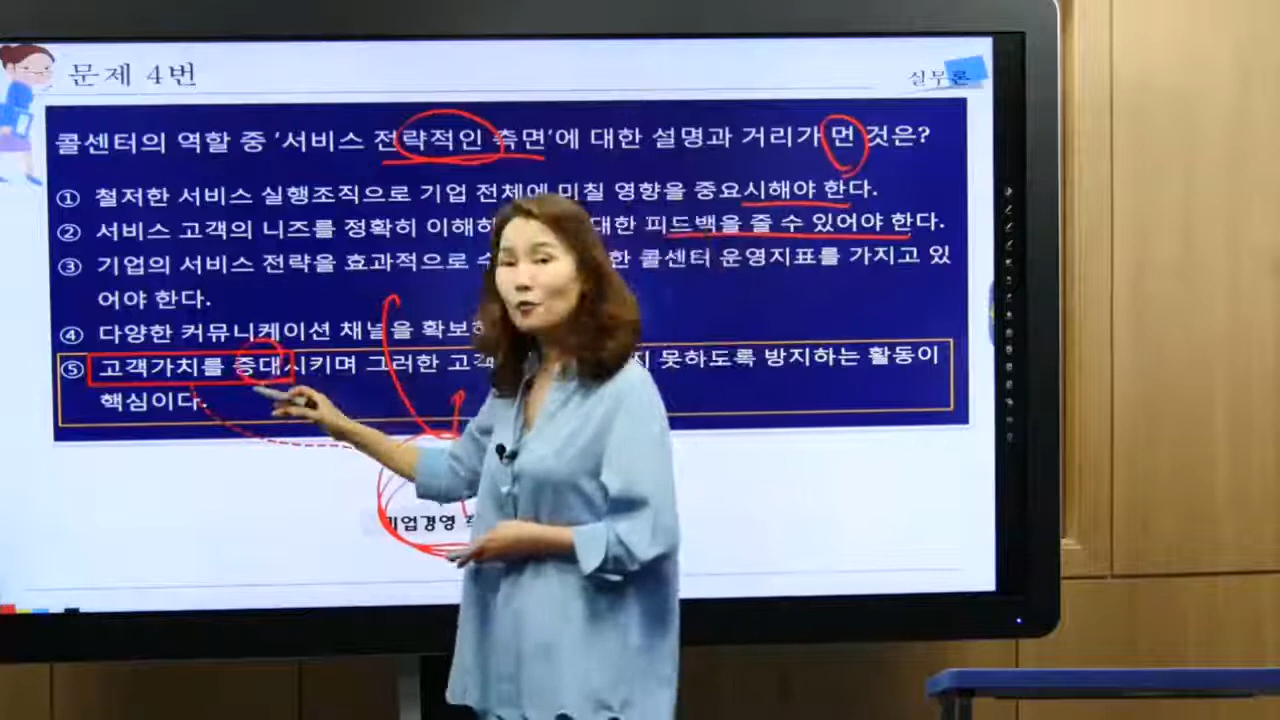 문제 4번
실무론
콜센터의 역할 중 '서비스 전략적인 측면'에 대한 설명과 거리가 먼 것은?
① 철저한 서비스 실행조직으로 기업 전체에 미칠 영향을 중요시해야 한다.
② 서비스 고객의 니즈를 정확히 이해하 대한 피드백을 줄 수 있어야 한다.
③ 기업의 서비스 전략을 효과적으로 한 콜센터 운영지표를 가지고 있
어야 한다.
④ 다양한 커뮤니케이션 채널을 확보
⑤ 고객가치를 증대시키며 그러한 고객 못하도록 방지하는 활동이
핵심이다.
기업경영